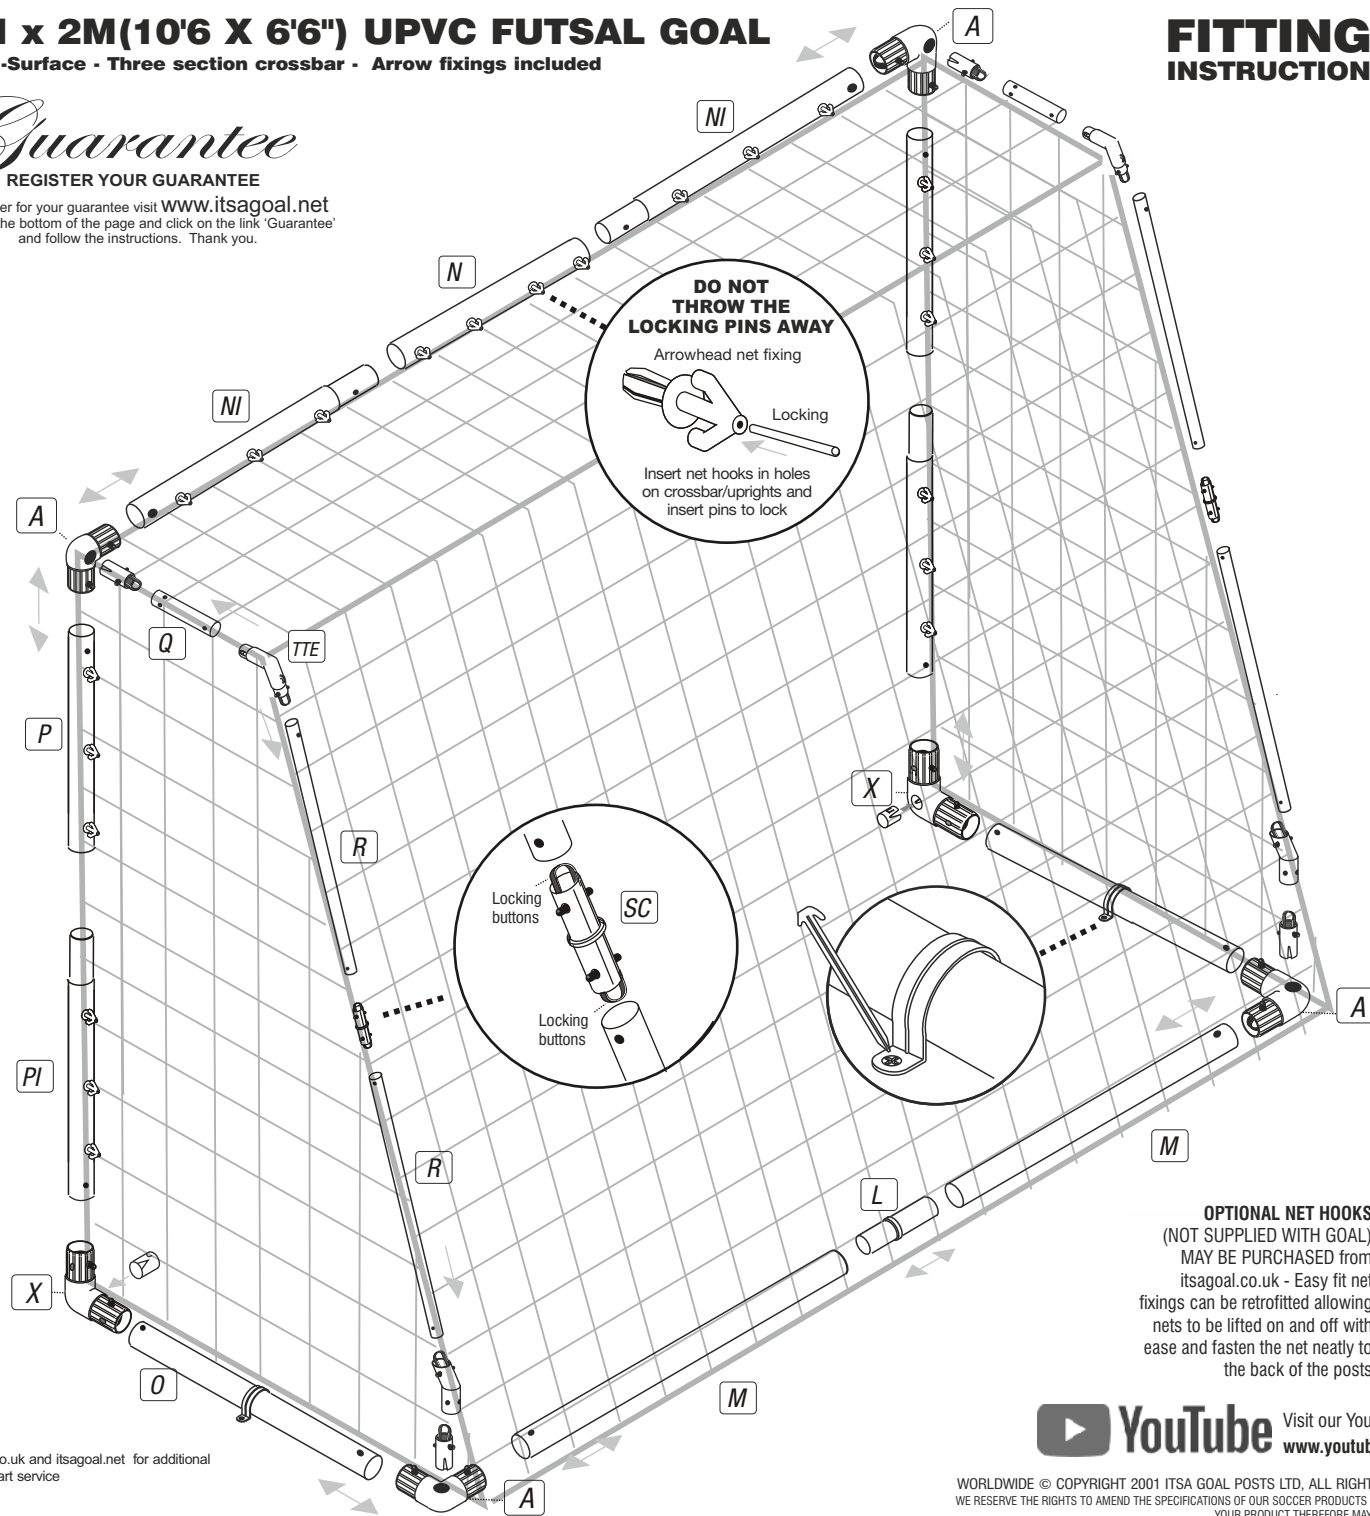 x 2M(10'6 X 6'6") UPVC FUTSAL GOAL
-Surface - Three section crossbar - Arrow fixings included
FITTING
INSTRUCTION
Guarantee
REGISTER YOUR GUARANTEE
er for your guarantee visit www.itsagoal.net
he bottom of the page and click on the link 'Guarantee'
and follow the instructions. Thank you.
A
NI
N
NI
A
DO NOT
THROW THE
LOCKING PINS AWAY
Arrowhead net fixing
Locking
Insert net hooks in holes
on crossbar/uprights and
insert pins to lock
Q
TTE
P
R
X
Locking
buttons
SC
Locking
buttons
A
PI
R
M
L
X
O
M
A
OPTIONAL NET HOOKS
(NOT SUPPLIED WITH GOAL)
MAY BE PURCHASED from
itsagoal.co.uk - Easy fit net
fixings can be retrofitted allowing
nets to be lifted on and off with
ease and fasten the net neatly to
the back of the posts
YouTube
Visit our You
www.youtub
o.uk and itsagoal.net for additional
art service
WORLDWIDE © COPYRIGHT 2001 ITSA GOAL POSTS LTD, ALL RIGHT
WE RESERVE THE RIGHTS TO AMEND THE SPECIFICATIONS OF OUR SOCCER PRODUCTS
YOUR PRODUCT THEREFORE MAY